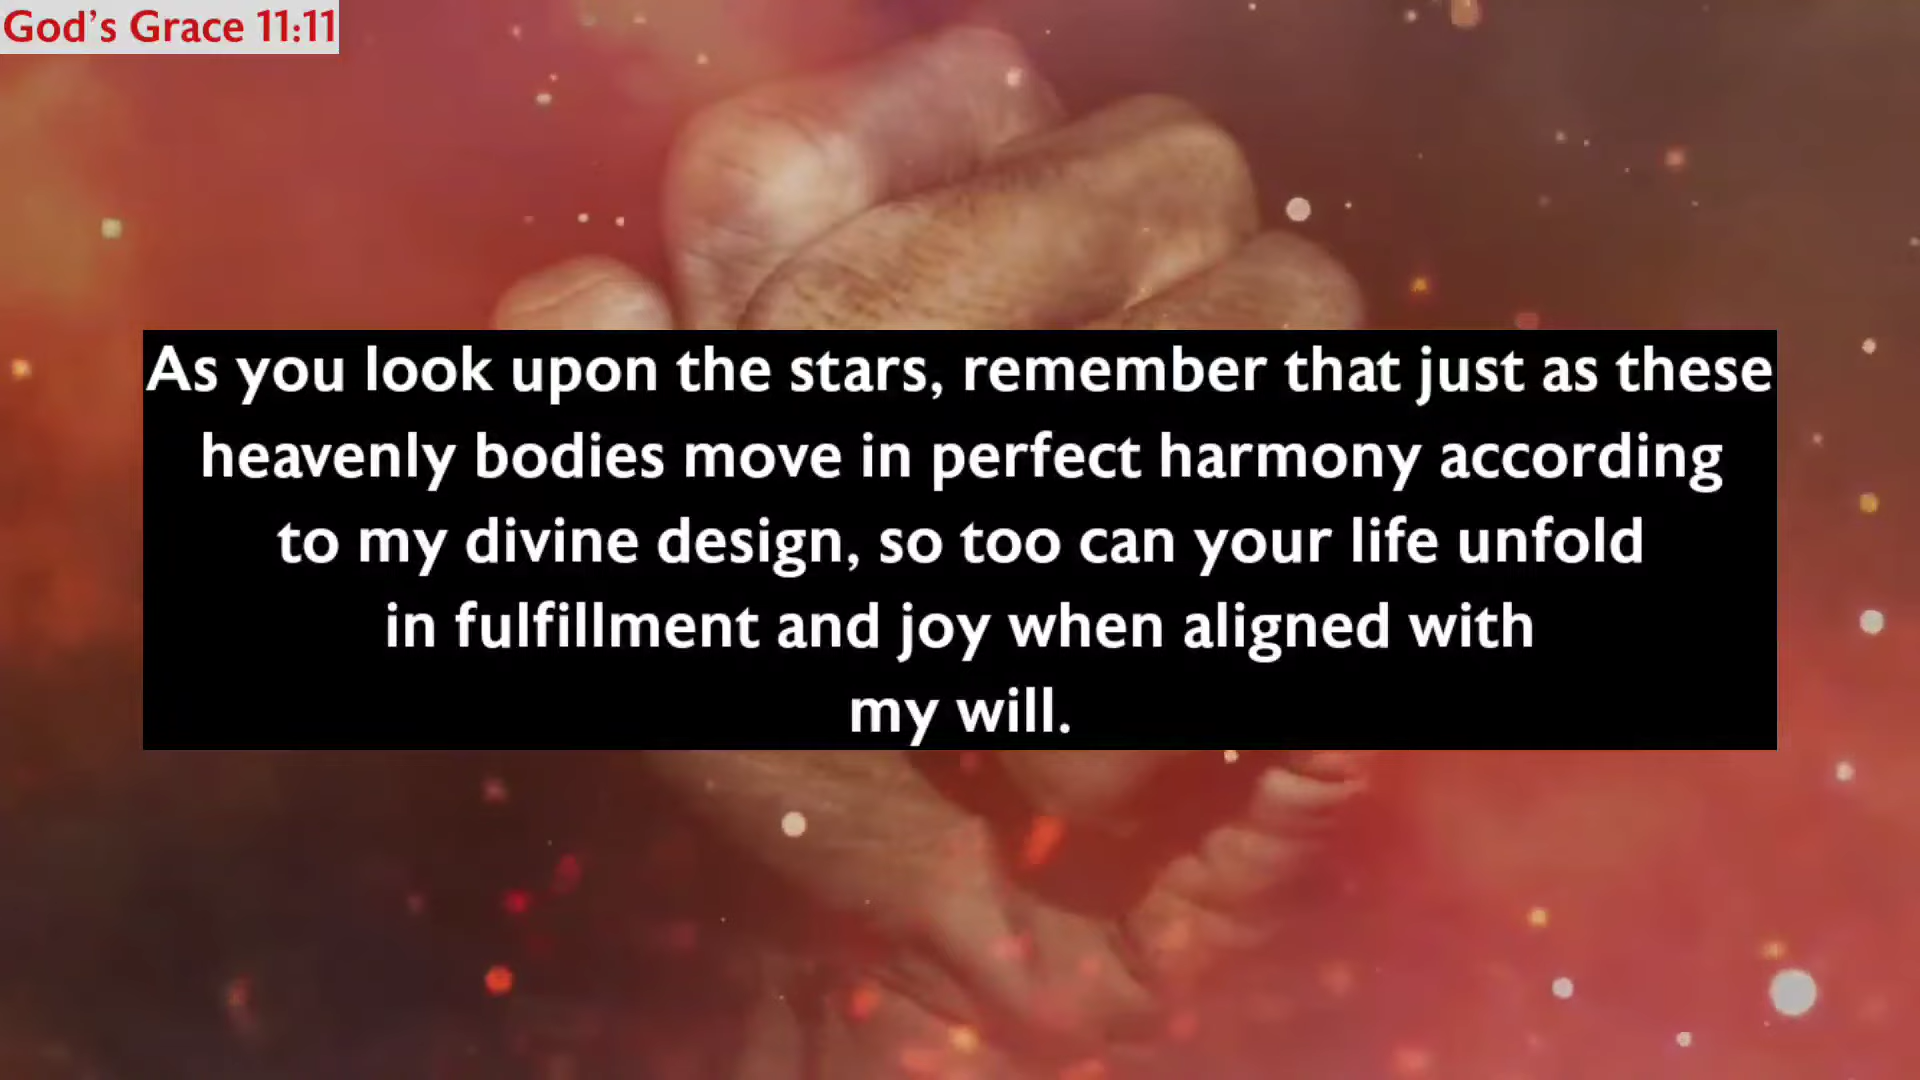 God's Grace 11:11
As you look upon the stars, remember that just as these
heavenly bodies move in perfect harmony according
to my divine design, so too can your life unfold
in fulfillment and joy when aligned with
my will.